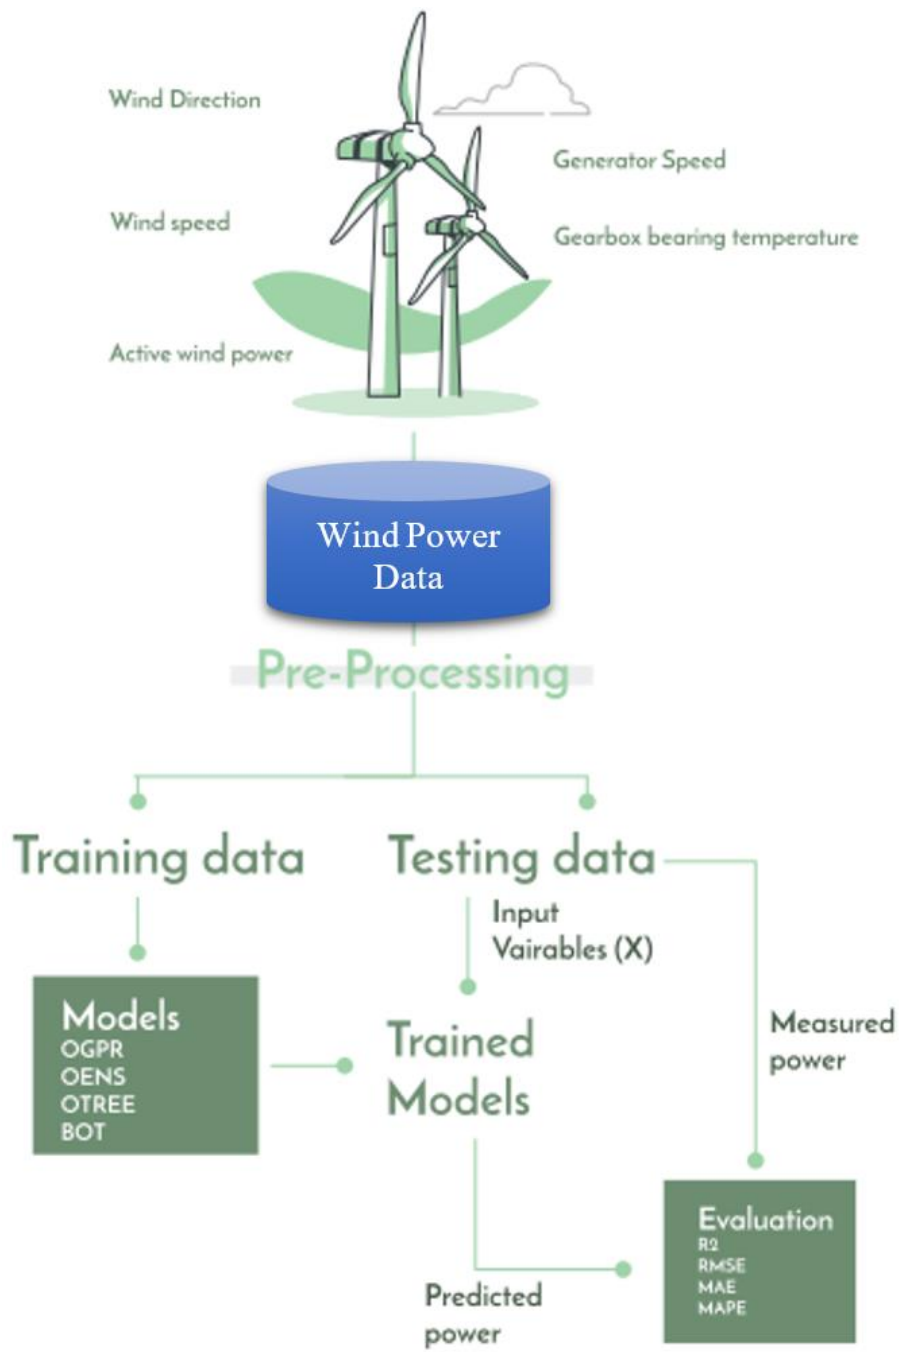 Wind Direction
Generator Speed
Wind speed
Gearbox bearing temperature
Active wind power
Wind Power
Data
Pre-Processing
Training data
Testing data
Input
Vairables (X)
Models
OGPR
OENS
OTREE
BOT
Trained
Models
Measured
power
Predicted
power
Evaluation
R2
RMSE
MAE
MAPE